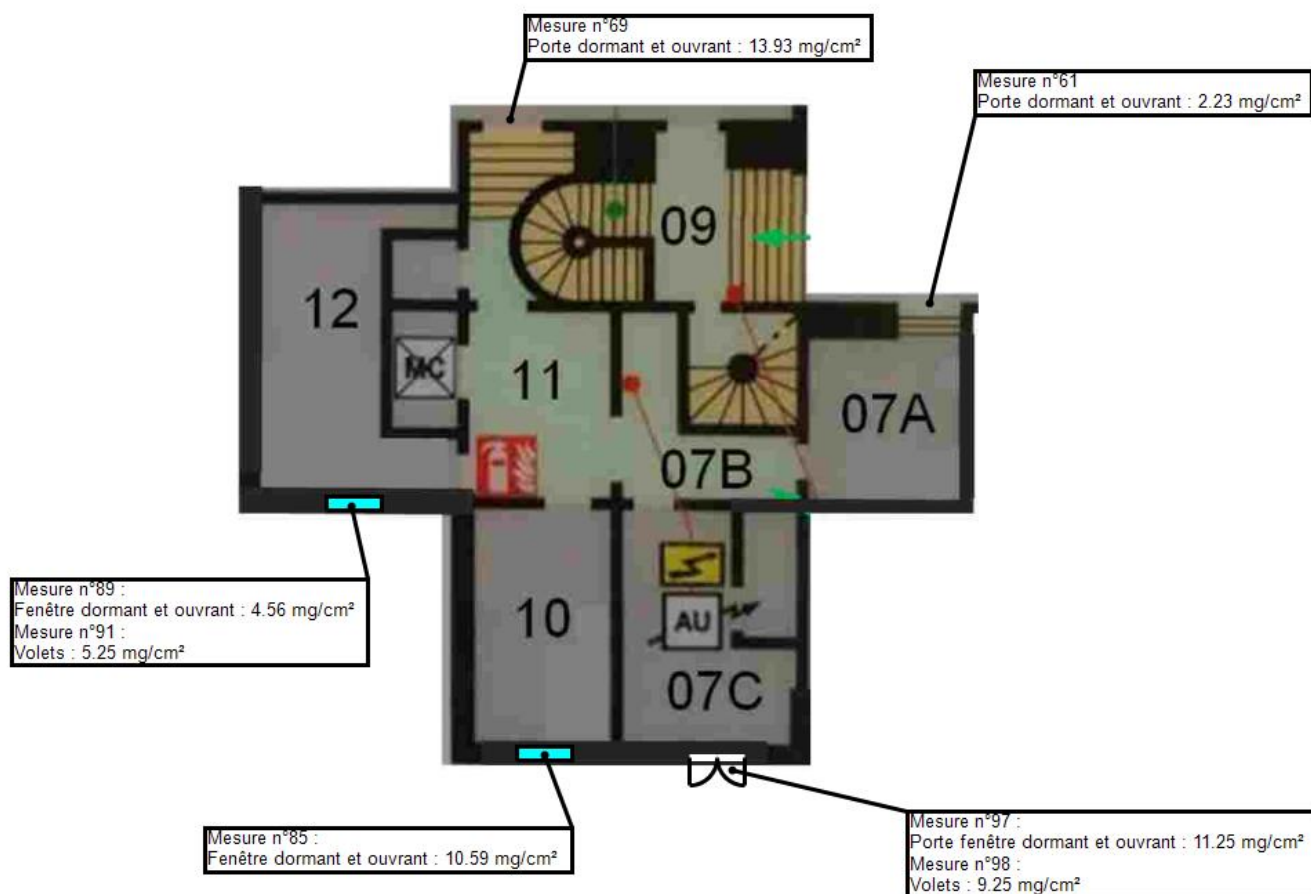 Mesure n°69
Porte dormant et ouvrant : 13.93 mg/cm²
Mesure n°61
Porte dormant et ouvrant : 2.23 mg/cm²
09
12
MC
11
07A
07B
10
AU
07C
Mesure n°89 :
Fenêtre dormant et ouvrant : 4.56 mg/cm²
Mesure n°91 :
Volets : 5.25 mg/cm²
Mesure n°85 :
Fenêtre dormant et ouvrant : 10.59 mg/cm²
Mesure n°97 :
Porte fenêtre dormant et ouvrant : 11.25 mg/cm²
Mesure n°98 :
Volets : 9.25 mg/cm²